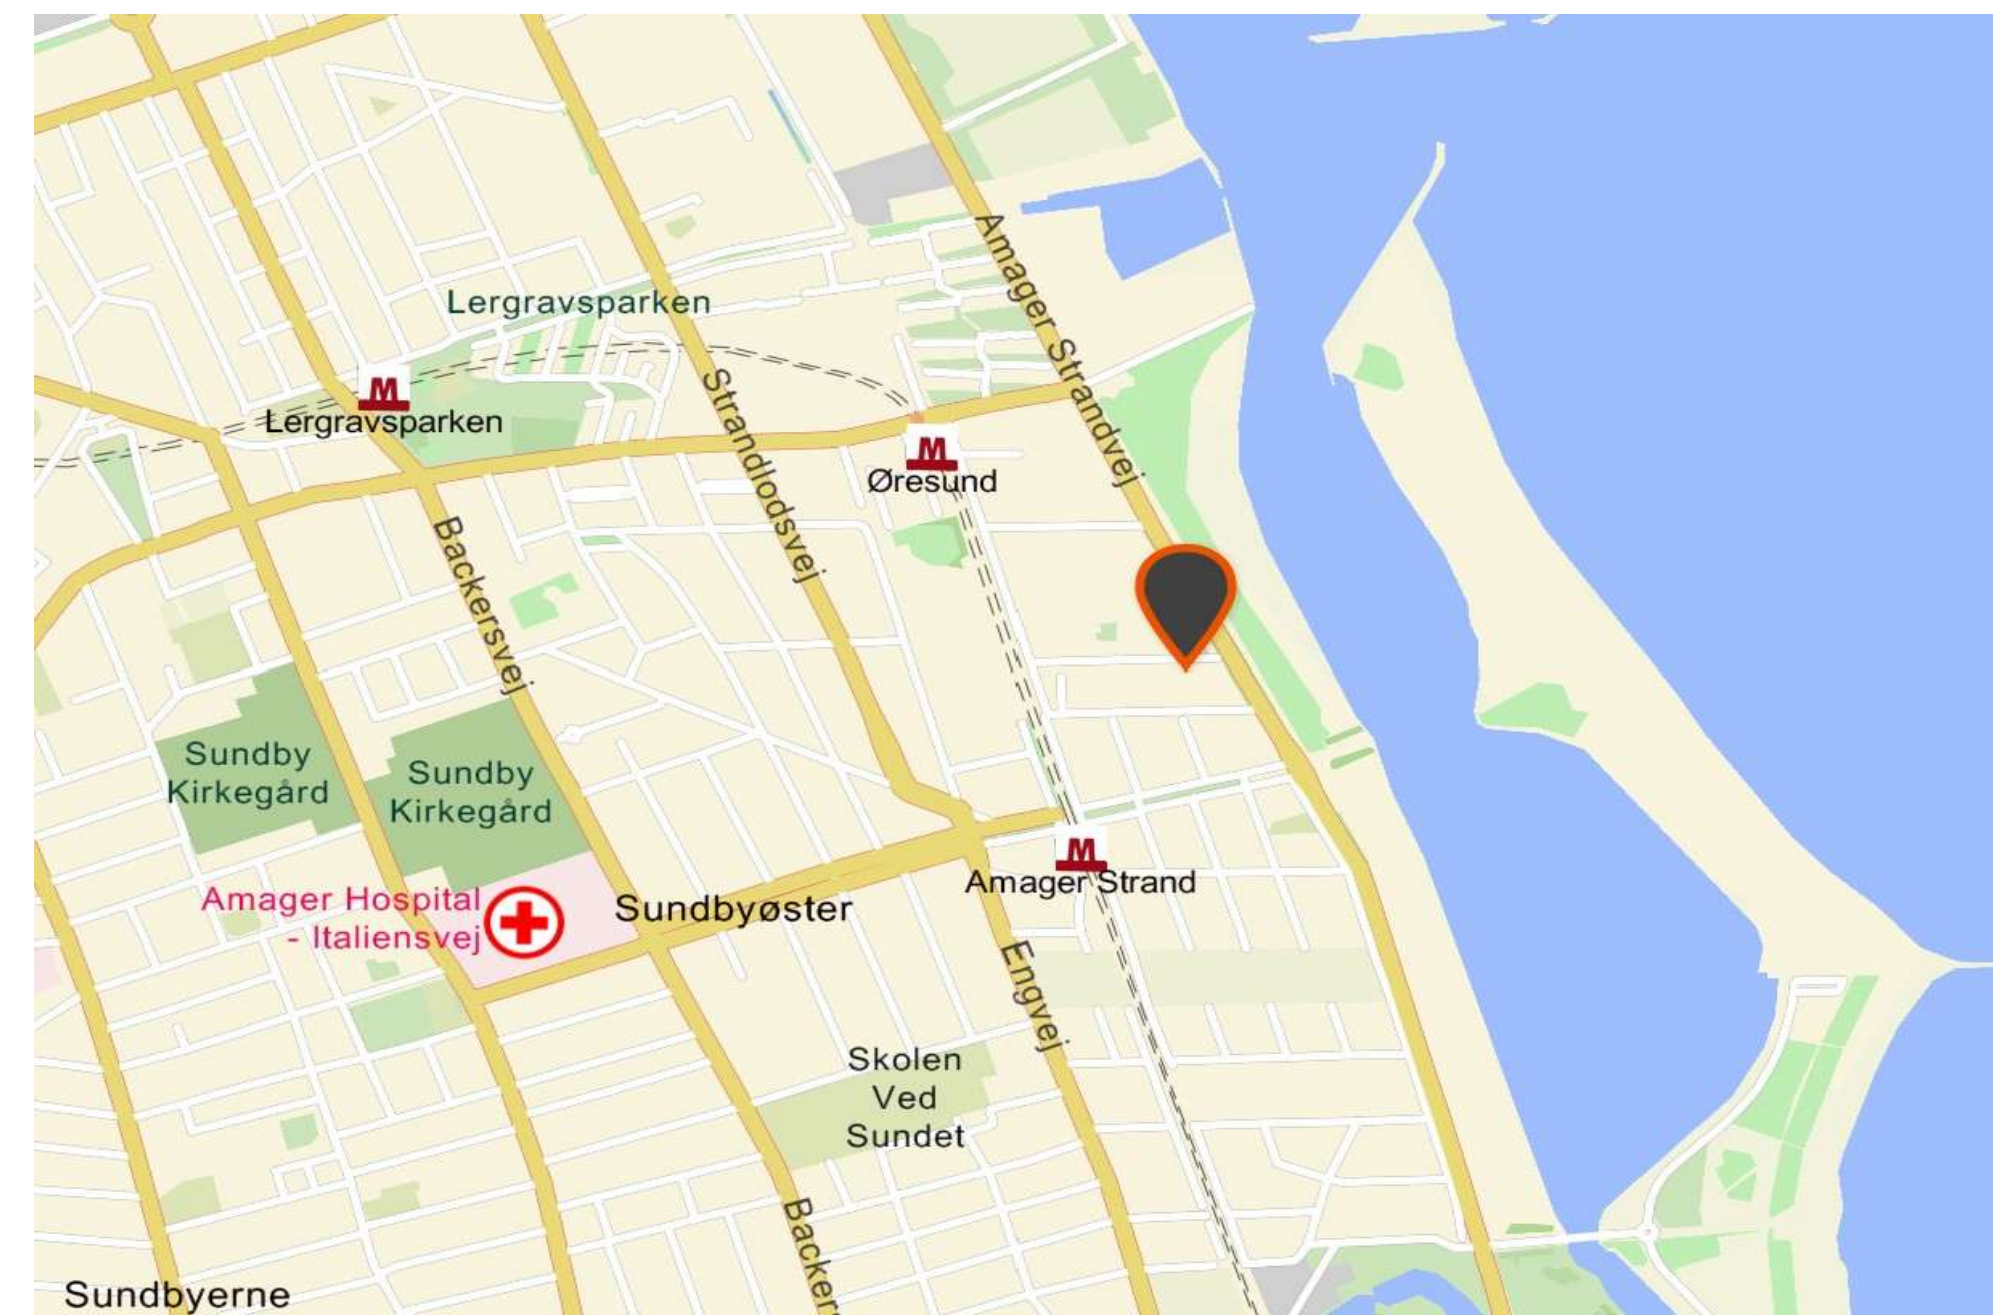 Amager Strandvej
Lergravsparken
M
Lergravsparken
Strandlodsvej
M
Øresund
Backersvej
Sundby
Kirkegård
Sundby
Kirkegård
M
Amager Strand
Amager Hospital
- Italiensvej
Sundbyøster
Engvej
Skolen
Ved
Sundet
Backers
Sundbyerne